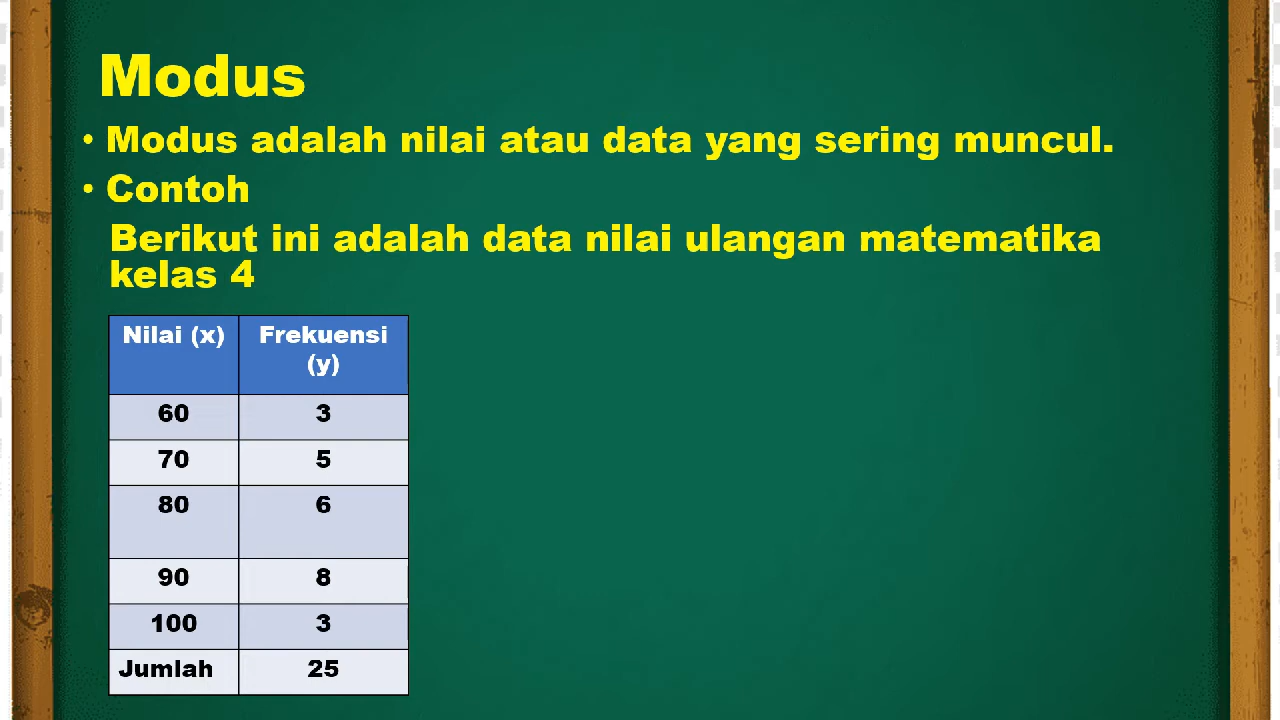 Modus
• Modus adalah nilai atau data yang sering muncul.
• Contoh
Berikut ini adalah data nilai ulangan matematika
kelas 4
Nilai (x) Frekuensi
(y)
60 3
70 5
80 6
90 8
100 3
Jumlah 25